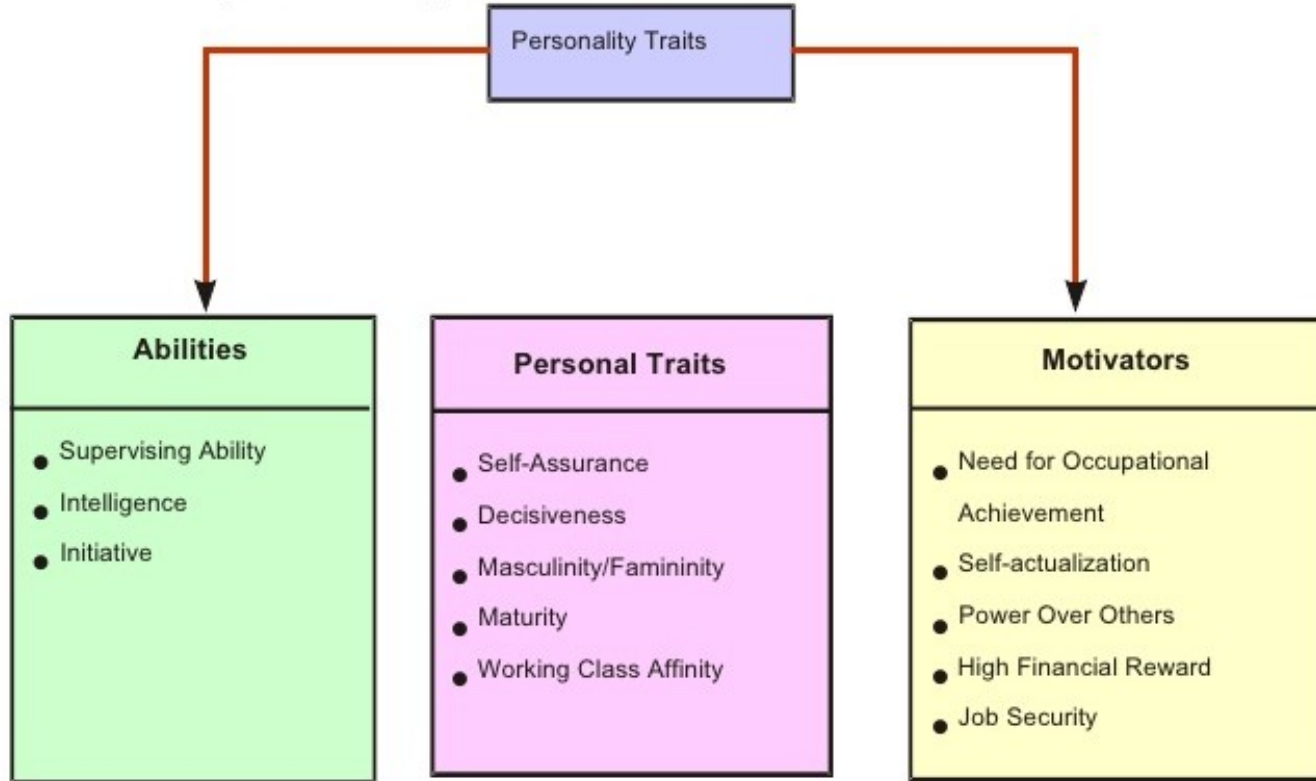 Personality Traits
Abilities
Supervising Ability
Intelligence
Initiative
Personal Traits
Self-Assurance
Decisiveness
Masculinity/Famininity
Maturity
Working Class Affinity
Motivators
Need for Occupational
Achievement
Self-actualization
Power Over Others
High Financial Reward
Job Security